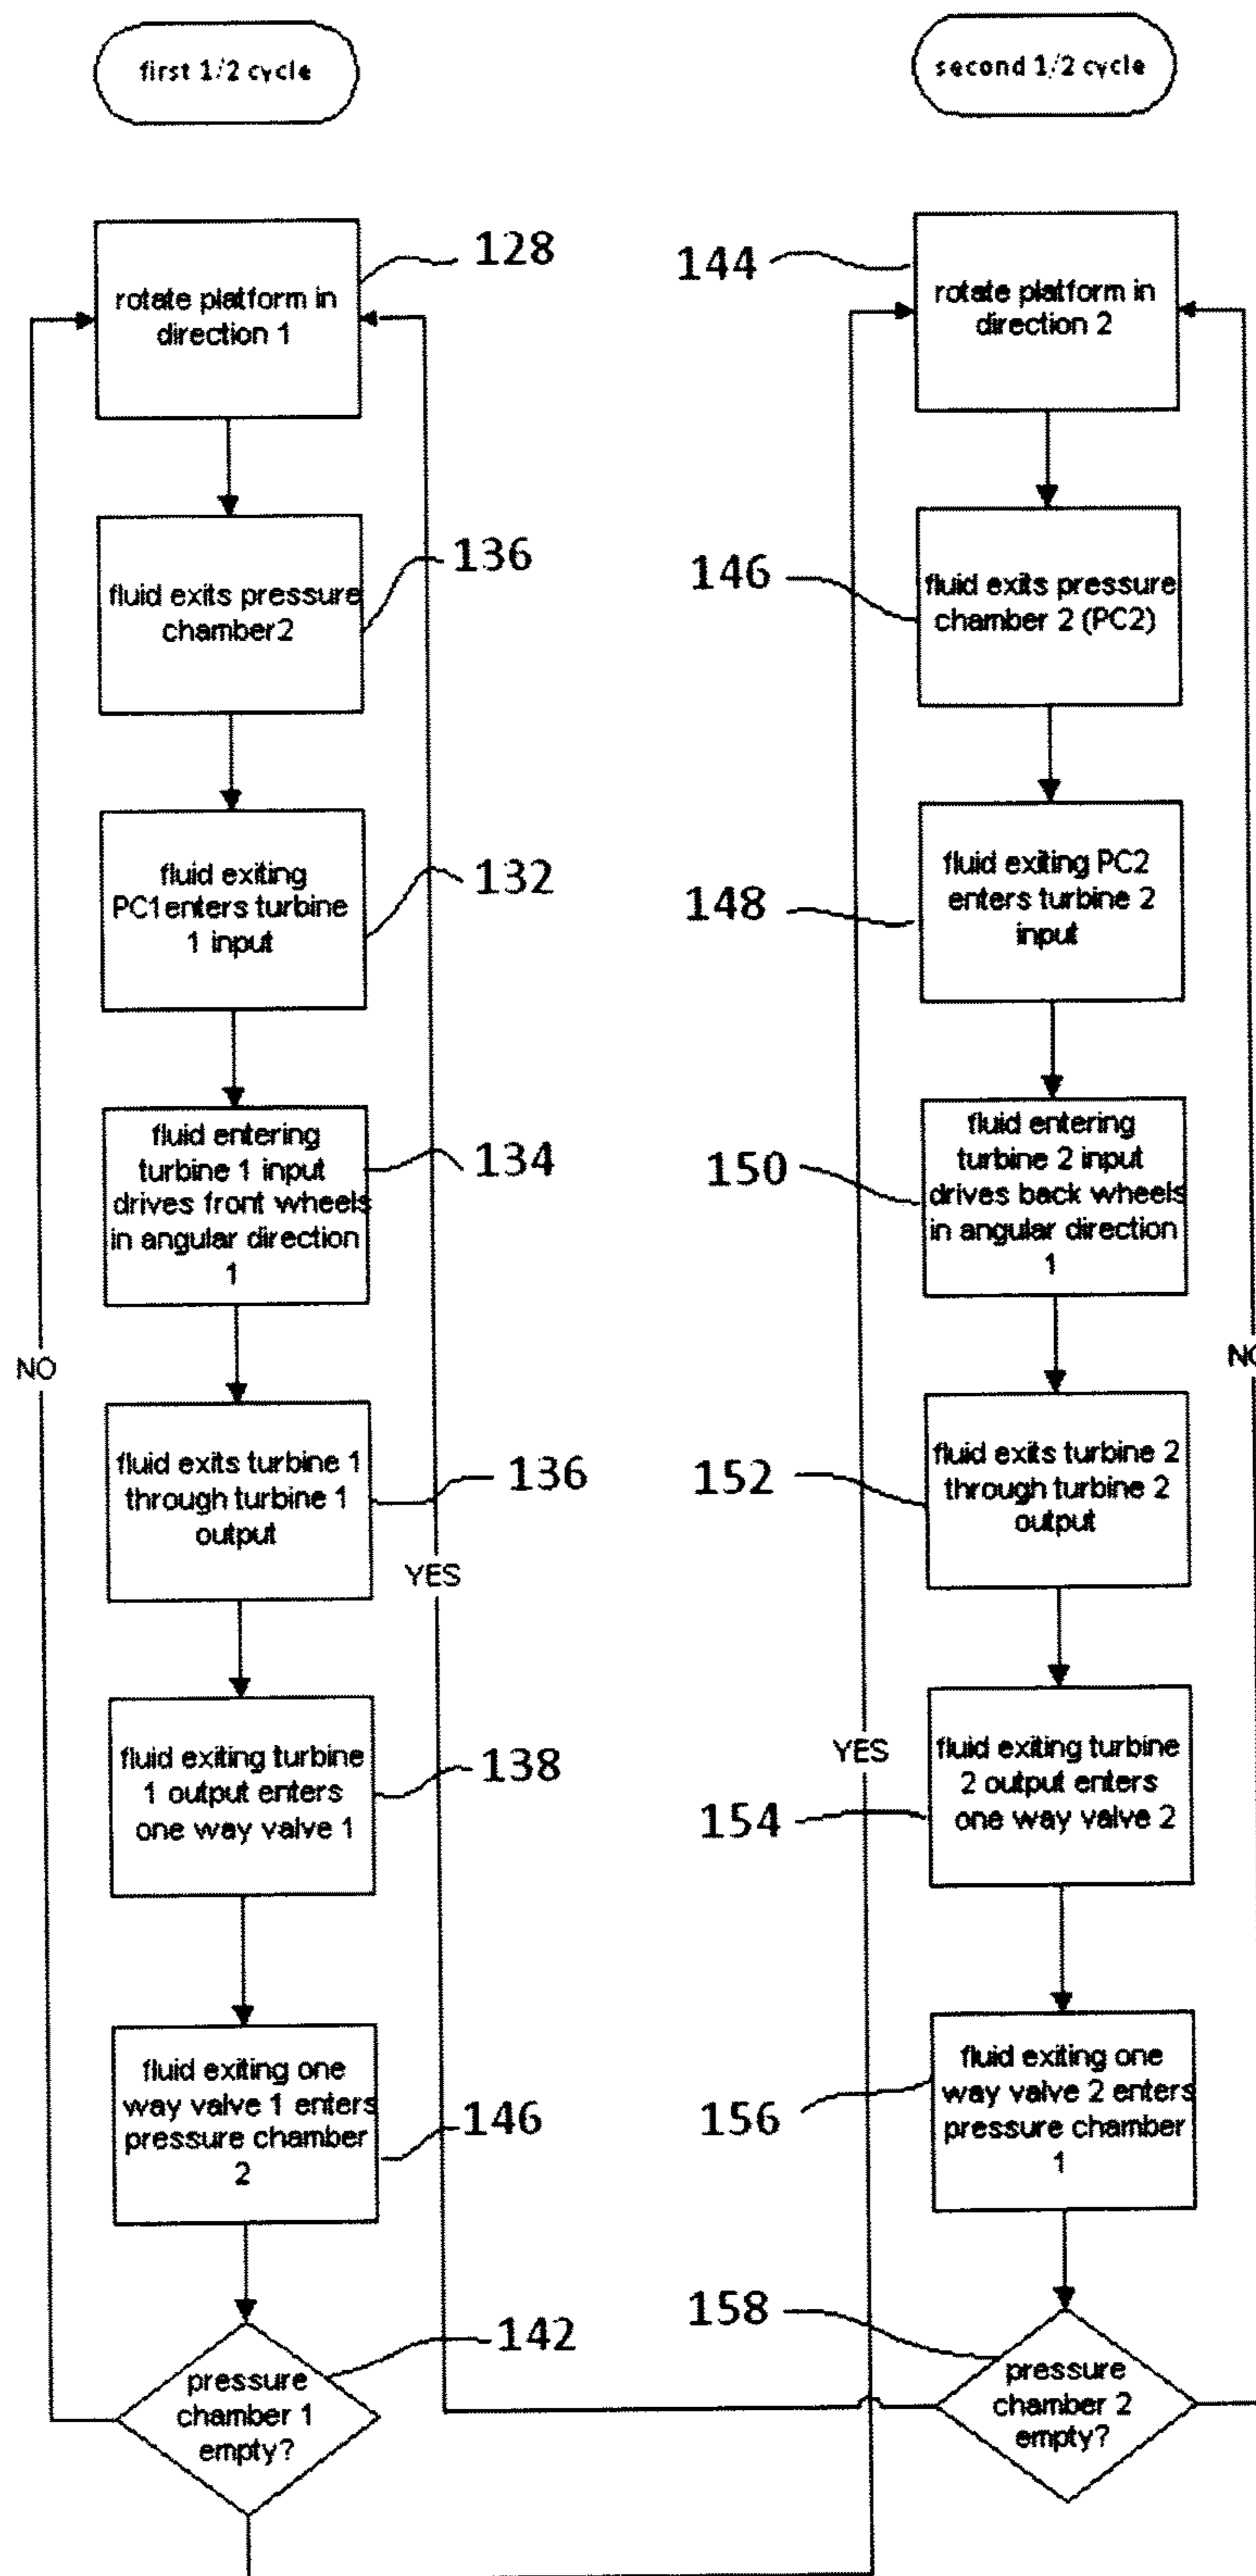 first 1/2 cycle
rotate platform in
direction 1
128
fluid exits pressure
chamber2
136
fluid exiting
PC1enters turbine
1 input
132
fluid entering
turbine 1 input
drives front wheels
in angular direction
1
134
NO
fluid exits turbine 1
through turbine 1
output
136
YES
fluid exiting turbine
1 output enters
one way valve 1
138
fluid exiting one
way valve 1 enters
pressure chamber
2
146
pressure
chamber 1
empty?
142
second 1/2 cycle
144
rotate platform in
direction 2
146
fluid exits pressure
chamber 2 (PC2)
148
fluid exiting PC2
enters turbine 2
input
150
fluid entering
turbine 2 input
drives back wheels
in angular direction
1
NO
152
fluid exits turbine 2
through turbine 2
output
YES
154
fluid exiting turbine
2 output enters
one way valve 2
156
fluid exiting one
way valve 2 enters
pressure chamber
1
158
pressure
chamber 2
empty?